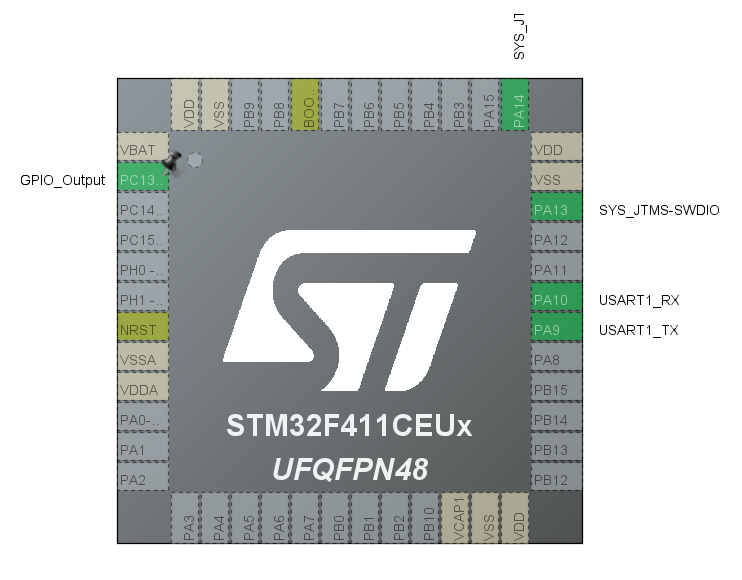 SYS_JT
VDD
VSS
PB9
PB8
BOO..
PB7
PB6
PB5
PB4
PB3
PA15
PA14
VBAT
GPIO_Output
PC13..
PC14..
PC15..
PH0 -..
PH1 -..
NRST
VSSA
VDDA
PA0-..
PA1
PA2
VDD
VSS
PA13
SYS_JTMS-SWDIO
PA12
PA11
PA10
USART1_RX
PA9
USART1_TX
PA8
PB15
PB14
PB13
PB12
ST
STM32F411CEUx
UFQFPN48
PA3
PA4
PA5
PA6
PA7
PB0
PB1
PB2
PB10
VCAP1
VSS
VDD